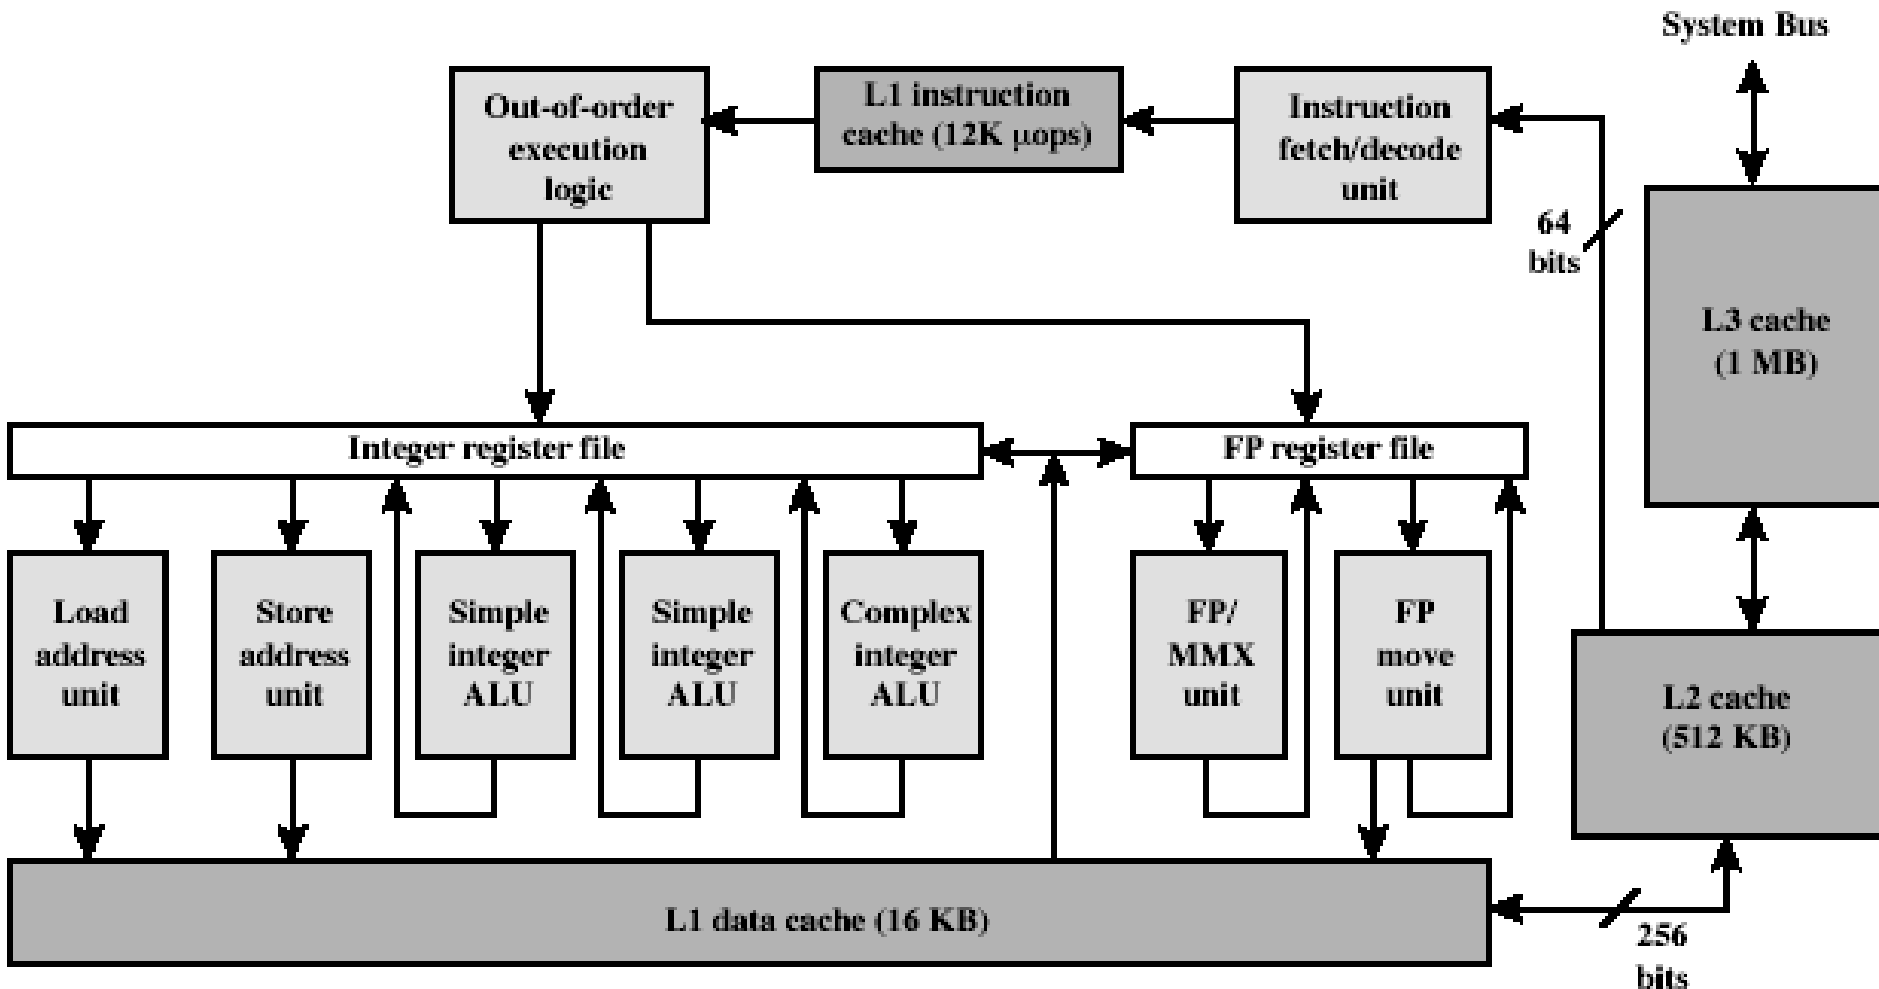 System Bus
Out-of-order
execution
logic
L1 instruction
cache (12K μops)
Instruction
fetch/decode
unit
64
bits
L3 cache
(1 MB)
Integer register file
FP register file
Load
address
unit
Store
address
unit
Simple
integer
ALU
Simple
integer
ALU
Complex
integer
ALU
FP/
MMX
unit
FP
move
unit
L2 cache
(512 KB)
L1 data cache (16 KB)
256
bits